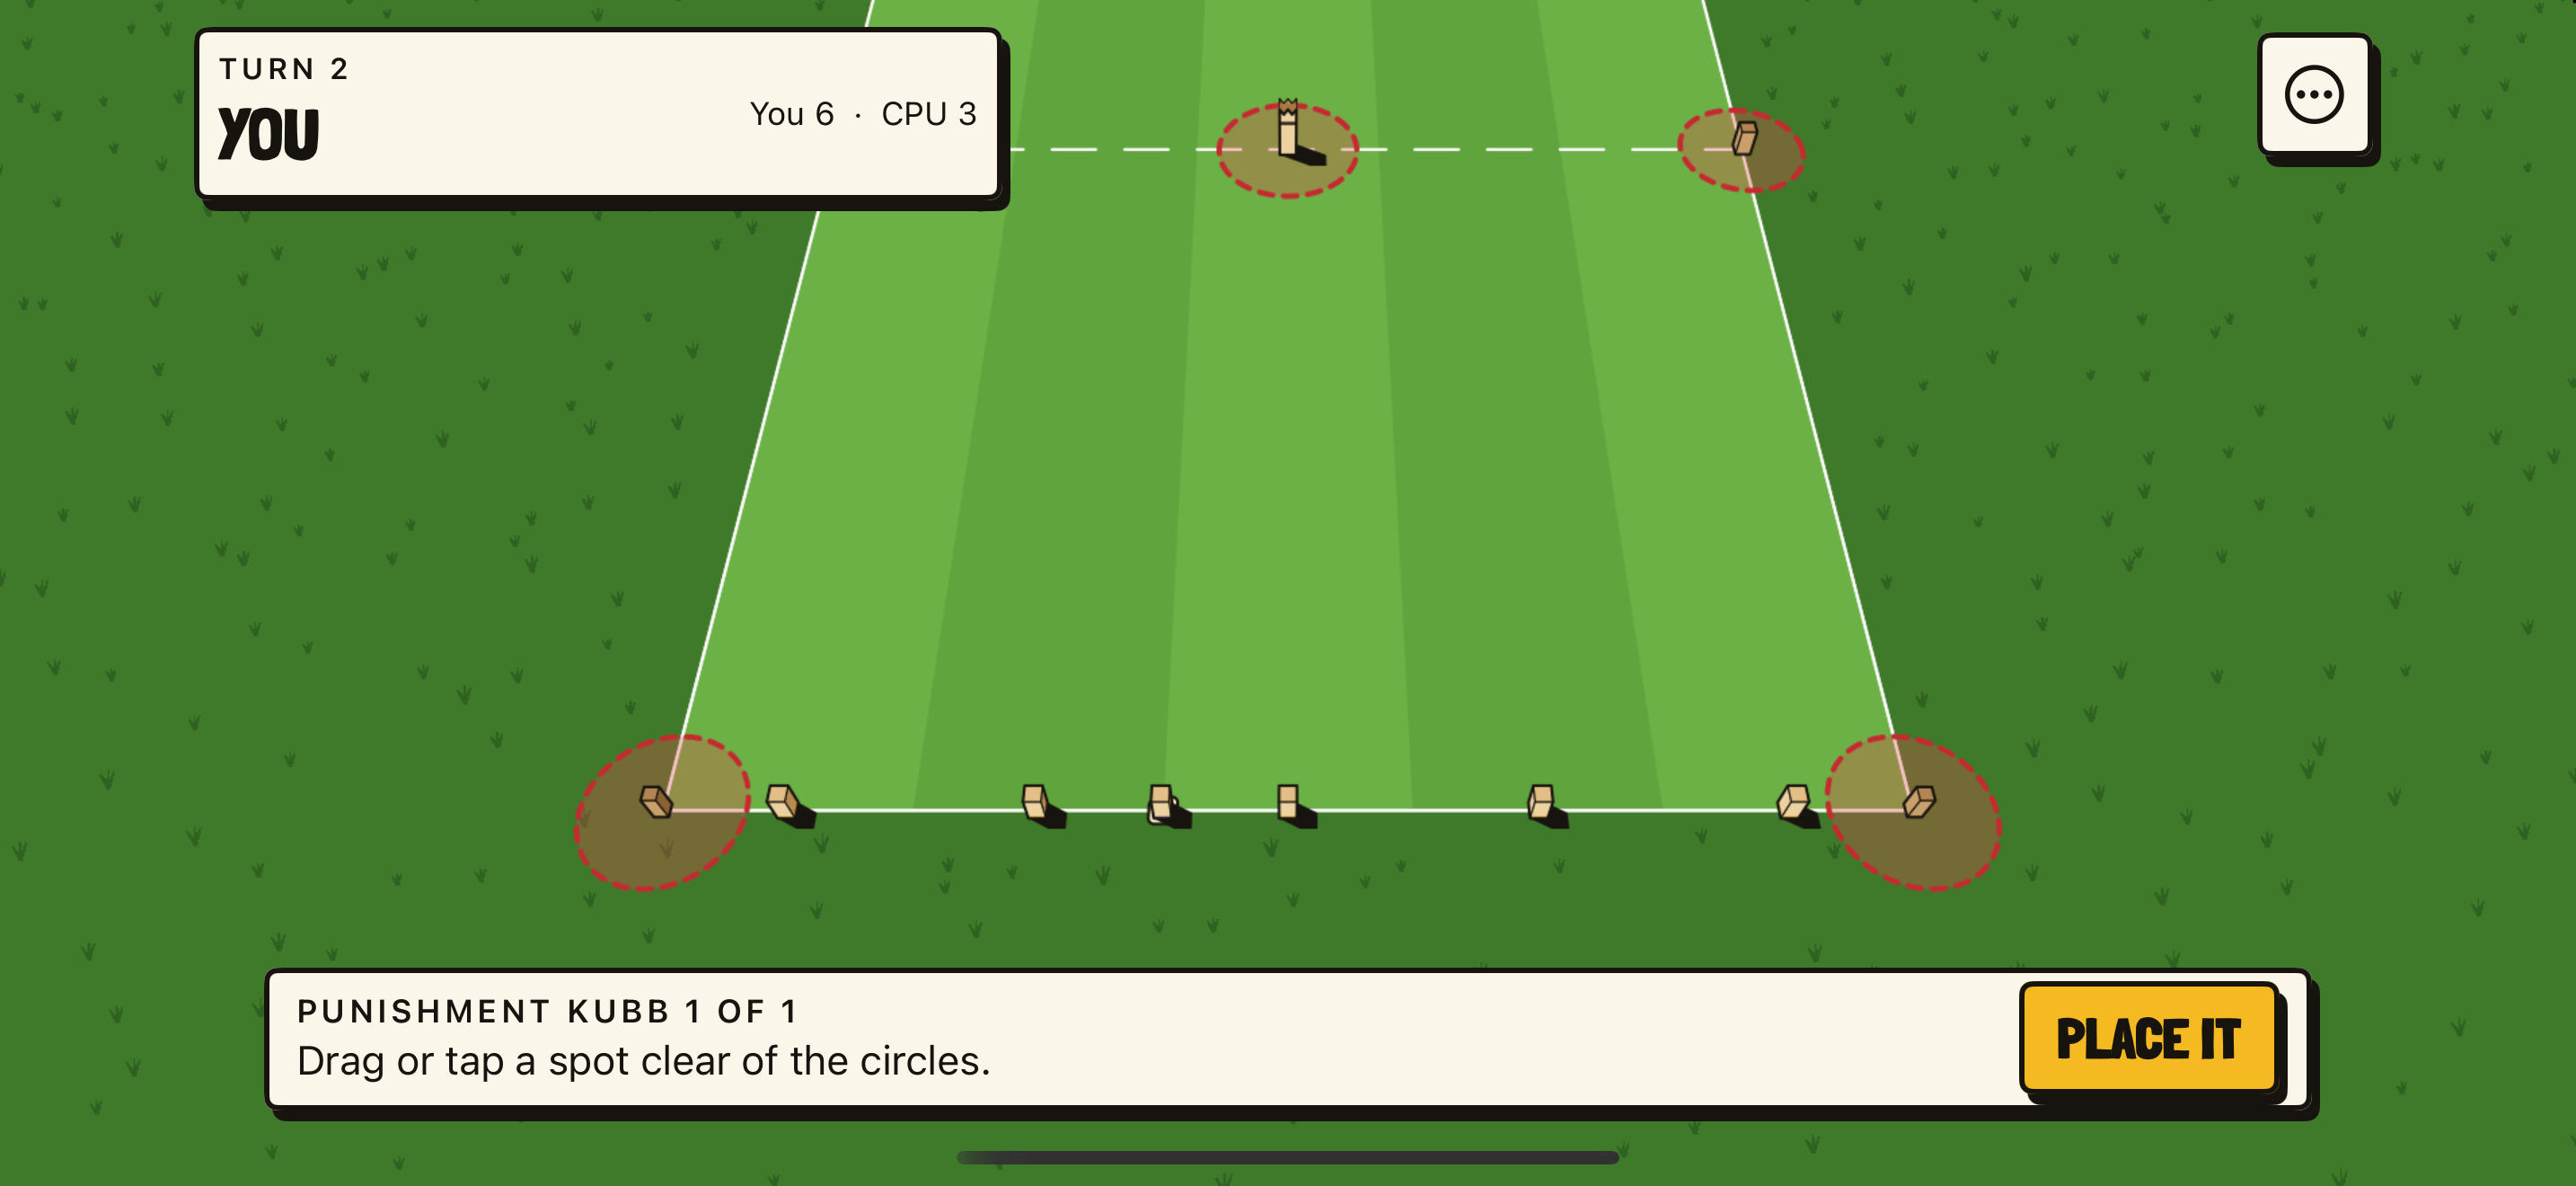 TURN 2
YOU
You 6 · CPU 3
PUNISHMENT KUBB 1 OF 1
Drag or tap a spot clear of the circles.
PLACE IT